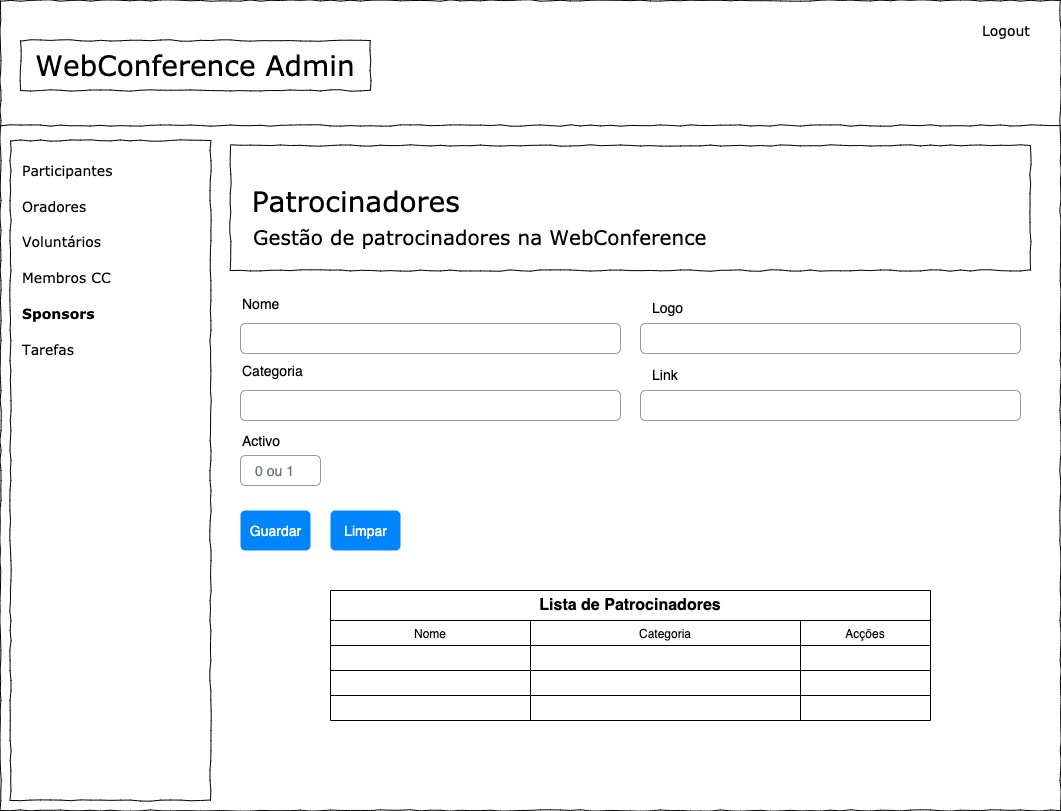 Logout
WebConference Admin
Participantes
Oradores
Voluntários
Membros CC
Sponsors
Tarefas
Patrocinadores
Gestão de patrocinadores na WebConference
Nome
Logo
Categoria
Link
Activo
0 ou 1
Guardar
Limpar
Lista de Patrocinadores
Nome
Categoria
Acções